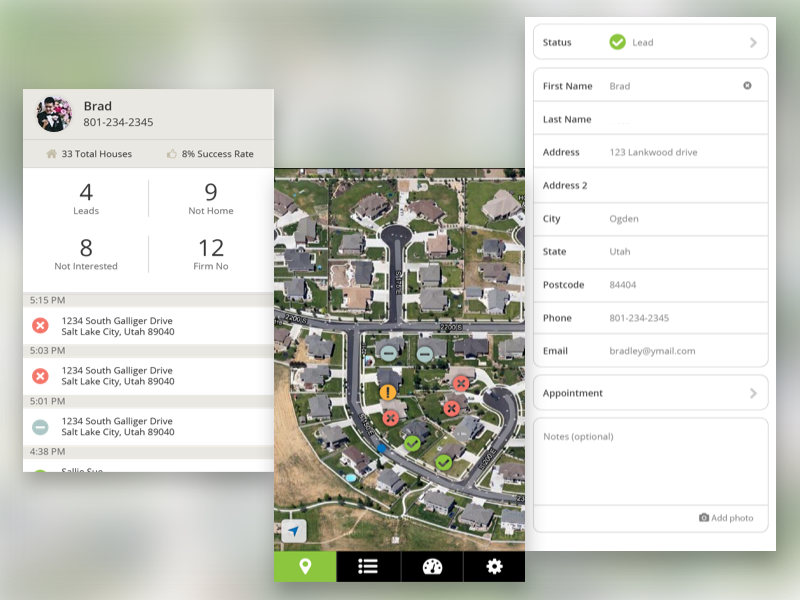 Brad
801-234-2345
33 Total Houses
8% Success Rate
4
Leads
9
Not Home
8
Not Interested
12
Firm No
5:15 PM
1234 South Galliger Drive
Salt Lake City, Utah 89040
5:03 PM
1234 South Galliger Drive
Salt Lake City, Utah 89040
5:01 PM
1234 South Galliger Drive
Salt Lake City, Utah 89040
4:38 PM
Sallie Sue
2200 S
2200 S
Status
Lead
First Name
Brad
Last Name
Address
123 Lankwood drive
Address 2
City
Ogden
State
Utah
Postcode
84404
Phone
801-234-2345
Email
bradley@ymail.com
Appointment
Notes (optional)
Add photo